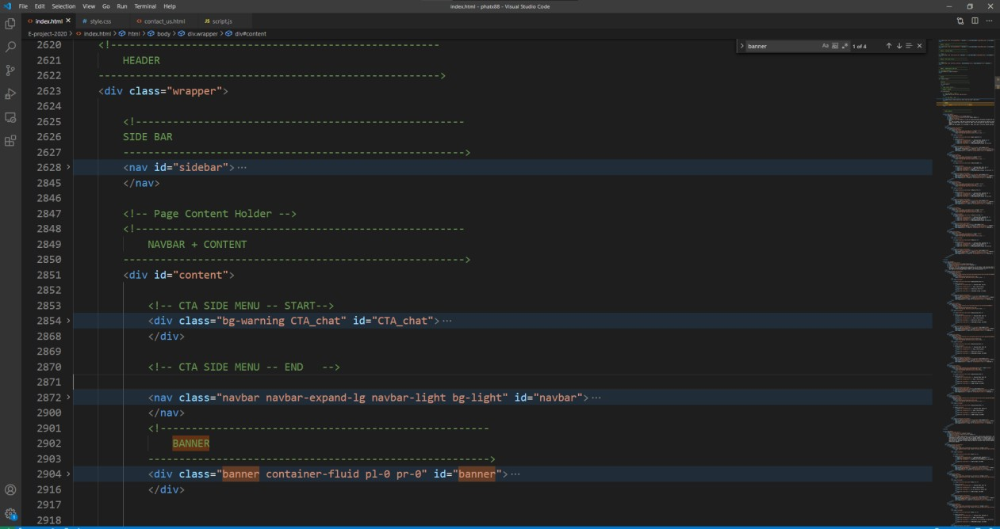 File Edit Selection View Go Run Terminal Help index.html - phatx88 - Visual Studio Code
index.html # style.css contact_us.html JS script.js
E-project-2020 > index.html > html > body > div.wrapper > div#content
banner Aa 1 of 4
2620 <!-----------------------------------------------------
2621 HEADER
2622 ------------------------------------------------------->
2623 <div class="wrapper">
2624
2625 <!-----------------------------------------------------
2626 SIDE BAR
2627 ------------------------------------------------------->
2628 > <nav id="sidebar">···
2845 </nav>
2846
2847 <!-- Page Content Holder -->
2848 <!-----------------------------------------------------
2849 NAVBAR + CONTENT
2850 ------------------------------------------------------->
2851 <div id="content">
2852
2853 <!-- CTA SIDE MENU -- START-->
2854 > <div class="bg-warning CTA_chat" id="CTA_chat">···
2868 </div>
2869
2870 <!-- CTA SIDE MENU -- END   -->
2871
2872 > <nav class="navbar navbar-expand-lg navbar-light bg-light" id="navbar">···
2900 </nav>
2901 <!-----------------------------------------------------
2902 BANNER
2903 ------------------------------------------------------->
2904 > <div class="banner container-fluid pl-0 pr-0" id="banner">···
2916 </div>
2917
2918